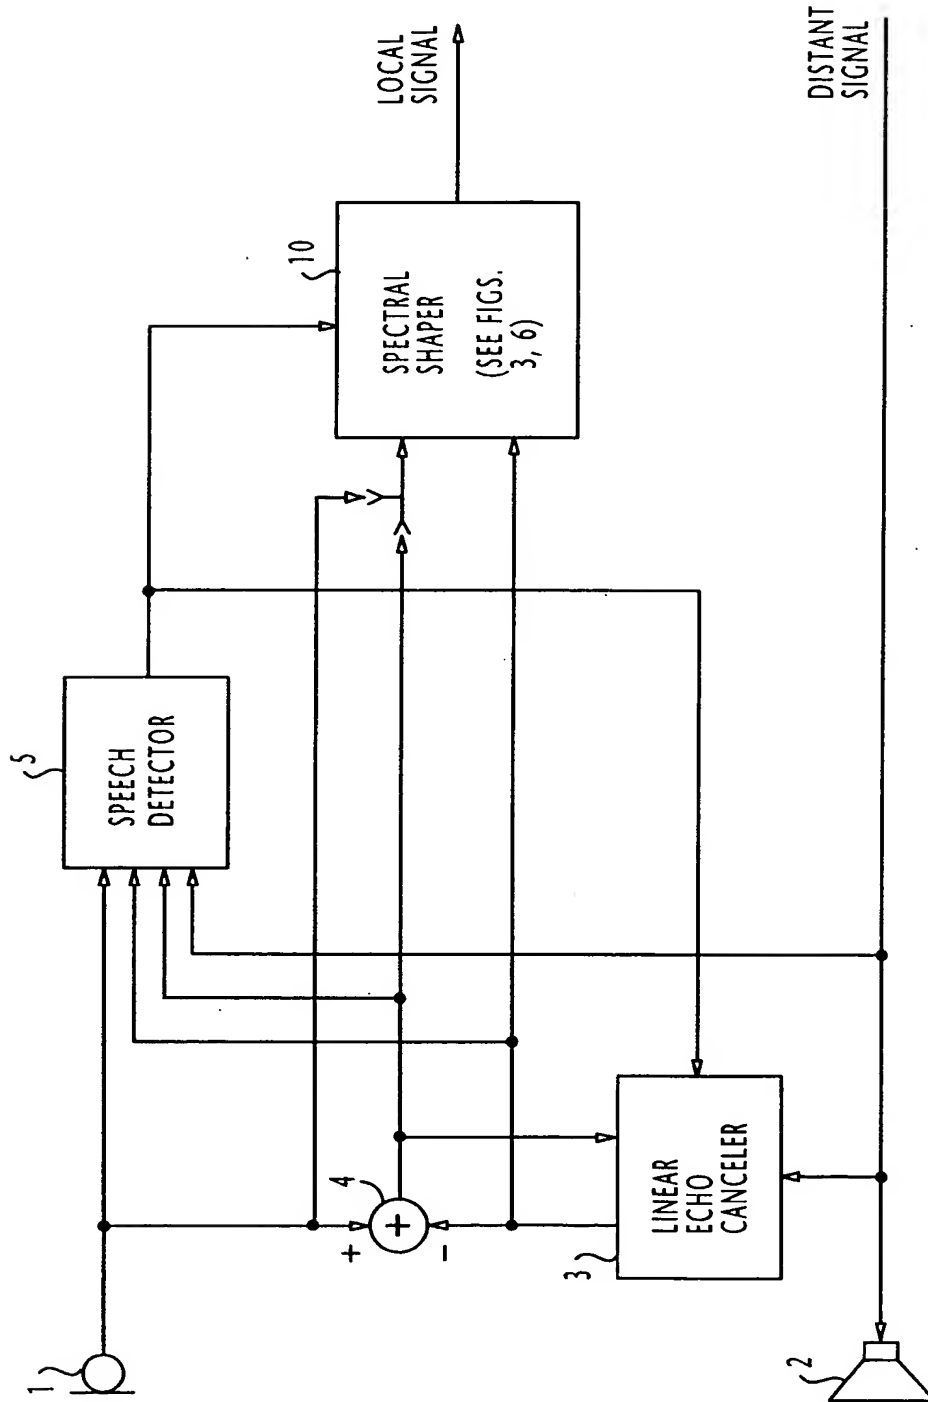 1
2
3
LINEAR
ECHO
CANCELER
4
+
+
-
5
SPEECH
DETECTOR
10
SPECTRAL
SHAPER
(SEE FIGS.
3, 6)
LOCAL
SIGNAL
DISTANT
SIGNAL